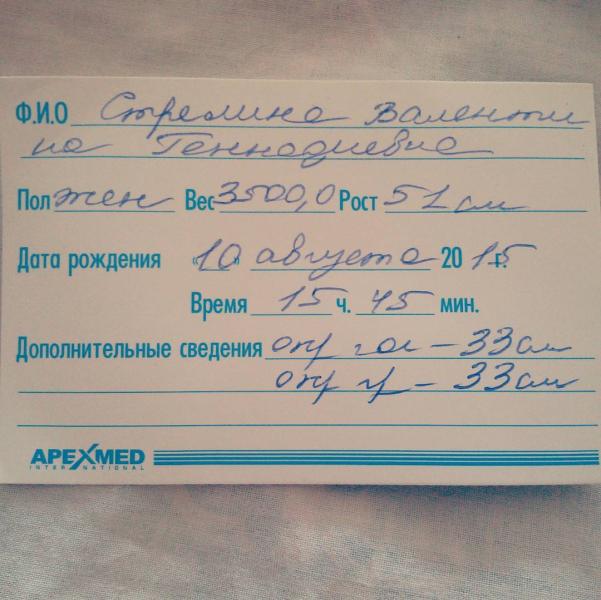 Ф.И.О Стрелина Валенти
на Геннадиевна
Пол жен Вес 3500,0 Рост 51 см
Дата рождения «10» августа 2015 г.
Время 15 ч. 45 мин.
Дополнительные сведения окр гол - 33 см
окр гр - 33 см
APEXMED
INTERNATIONAL